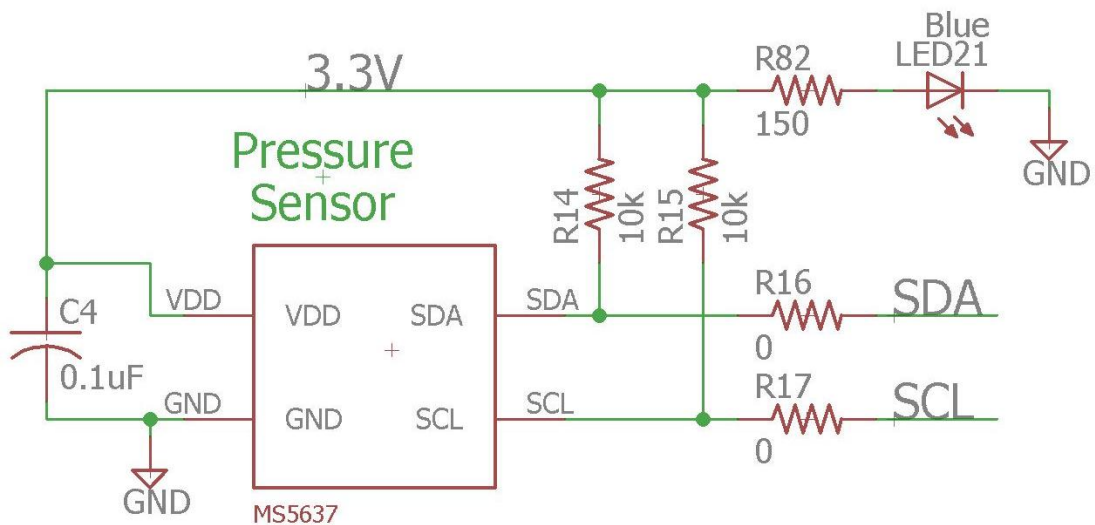 Blue
LED21
R82
150
3.3V
GND
Pressure
Sensor
R14
10k
R15
10k
VDD
VDD
SDA
SDA
R16
0
SDA
C4
0.1uF
GND
GND
SCL
SCL
R17
0
SCL
GND
MS5637